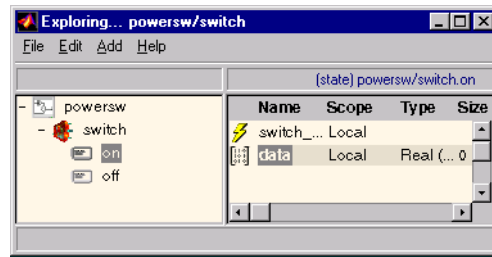 Exploring... powersw/switch
File Edit Add Help
(state) powersw/switch.on
- powersw
- switch
on
off
Name Scope Type Size
switch_... Local
data Local Real (... 0